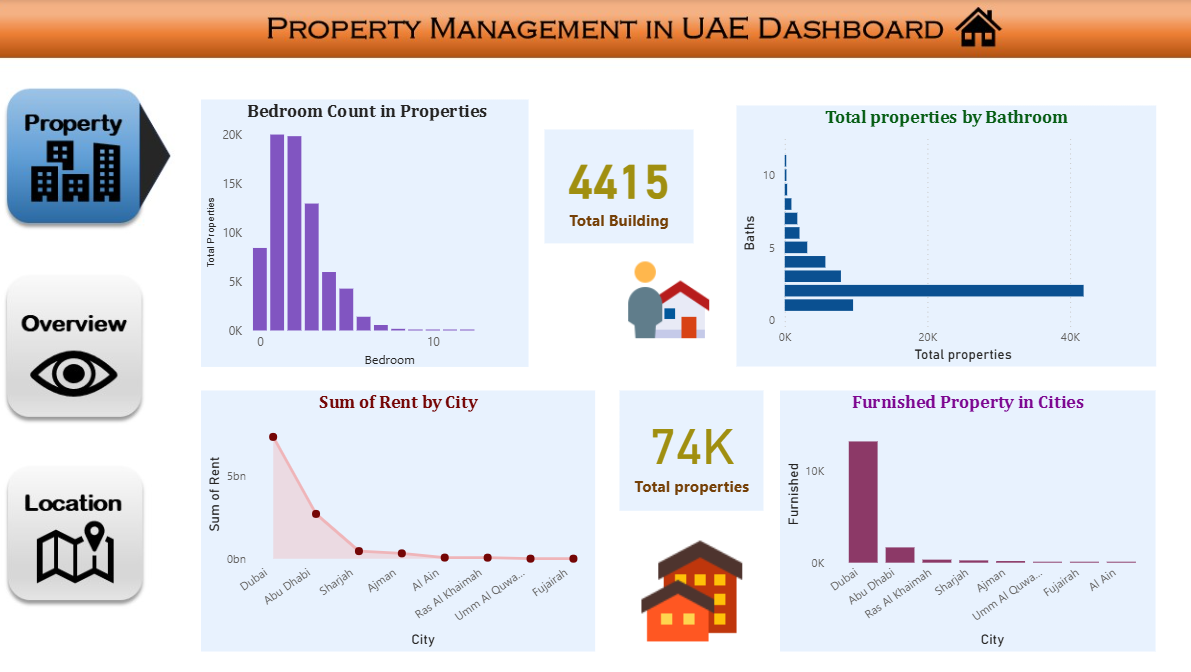 PROPERTY MANAGEMENT IN UAE DASHBOARD
Property
Overview
Location
Bedroom Count in Properties
Total Properties
20K
15K
10K
5K
0K
0
10
Bedroom
4415
Total Building
Total properties by Bathroom
Baths
10
5
0
0K
20K
40K
Total properties
Sum of Rent by City
Sum of Rent
5bn
0bn
Dubai
Abu Dhabi
Sharjah
Ajman
Al Ain
Ras Al Khaimah
Umm Al Quwa...
Fujairah
City
74K
Total properties
Furnished Property in Cities
Furnished
10K
0K
Dubai
Abu Dhabi
Ras Al Khaimah
Sharjah
Ajman
Umm Al Quwa...
Fujairah
Al Ain
City